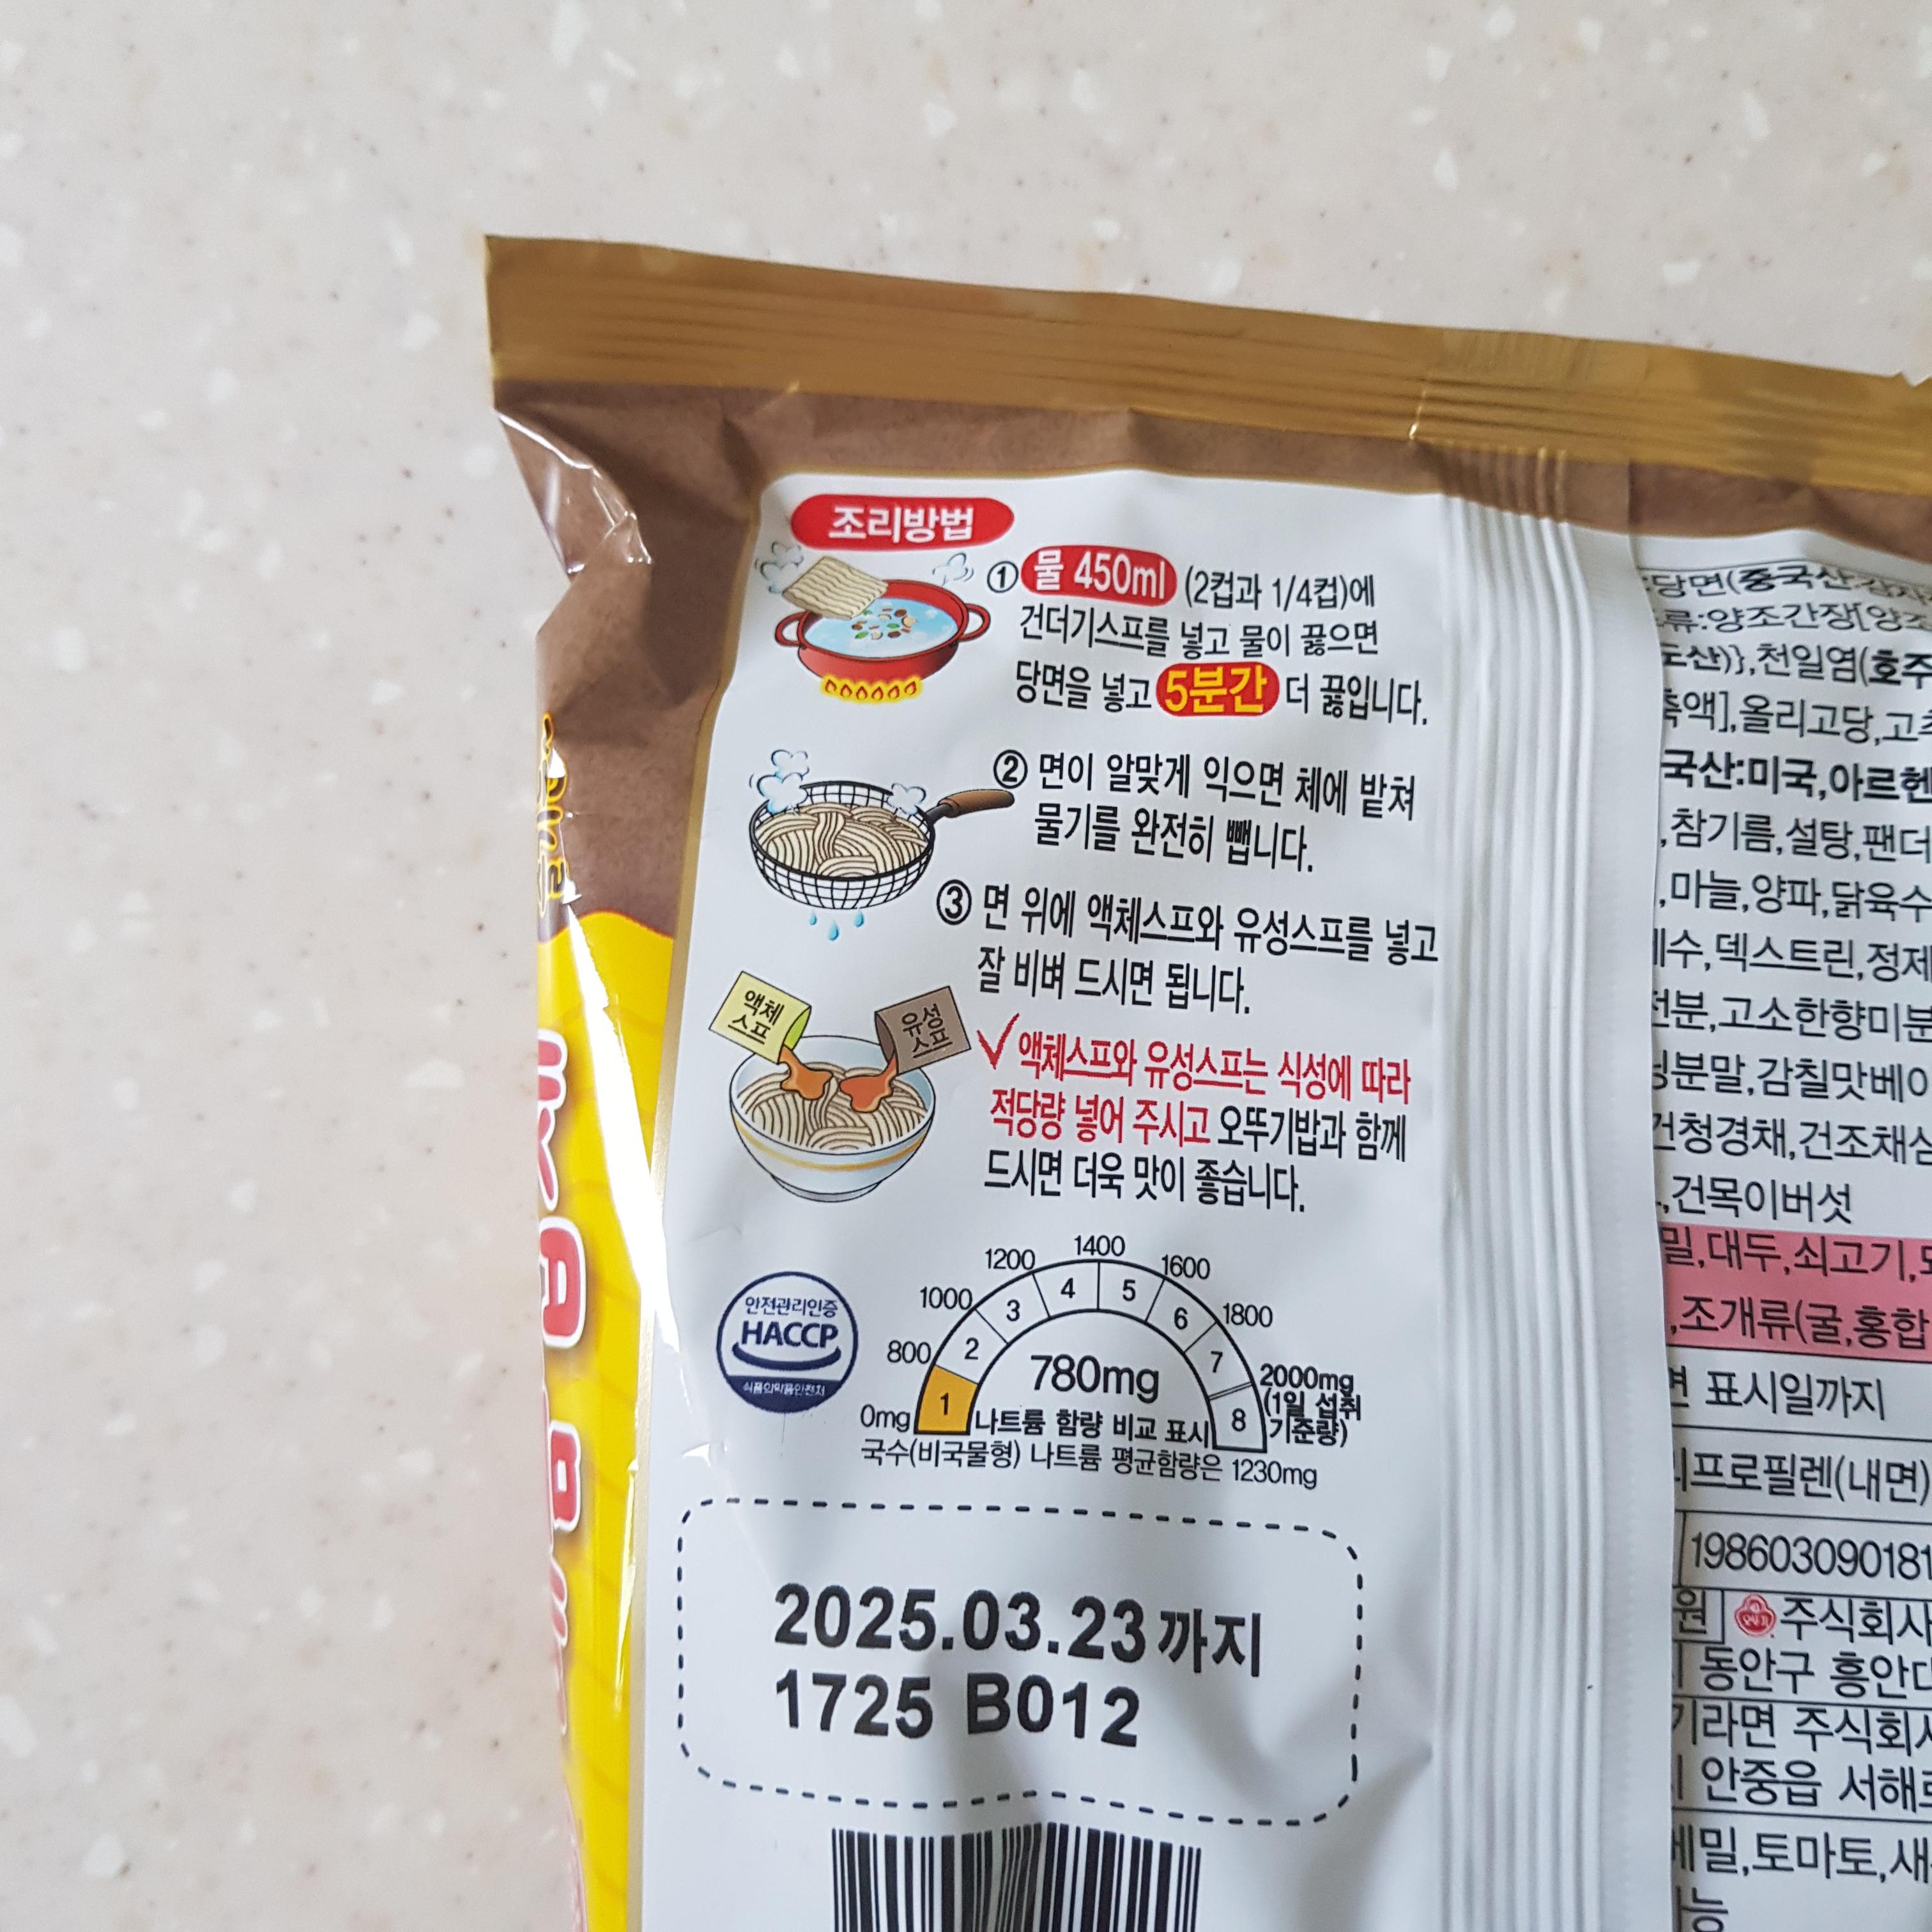 조리방법
① 물 450ml (2컵과 1/4컵)에
건더기스프를 넣고 물이 끓으면
당면을 넣고 5분간 더 끓입니다.
② 면이 알맞게 익으면 체에 밭쳐
물기를 완전히 뺍니다.
③ 면 위에 액체스프와 유성스프를 넣고
잘 비벼 드시면 됩니다.
액체
스프
유성
스프
✓ 액체스프와 유성스프는 식성에 따라
적당량 넣어 주시고 오뚜기밥과 함께
드시면 더욱 맛이 좋습니다.
안전관리인증
HACCP
식품의약품안전처
0mg 800 1000 1200 1400 1600 1800 2000mg
(1일 섭취
기준량)
1 2 3 4 5 6 7 8
780mg
나트륨 함량 비교 표시
국수(비국물형) 나트륨 평균함량은 1230mg
2025.03.23까지
1725 B012
당면(중국산
류:양조간장[양조
도산)},천일염(호주
축액],올리고당,고
국산:미국,아르헨
,참기름,설탕,팬더
,마늘,양파,닭육수
수,덱스트린,정제
전분,고소한향미분
분말,감칠맛베이
건청경채,건조채심
,건목이버섯
밀,대두,쇠고기,
,조개류(굴,홍합
표시일까지
프로필렌(내면)
198603090181
원 주식회사
동안구 흥안대
라면 주식회사
안중읍 서해로
메밀,토마토,새
능